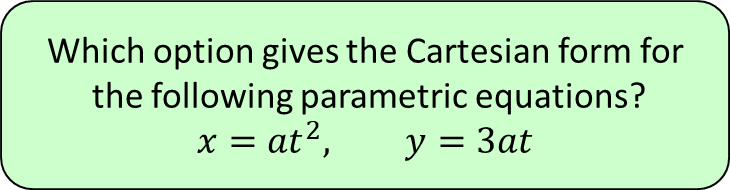 Which option gives the Cartesian form for
the following parametric equations?
x = at², y = 3at